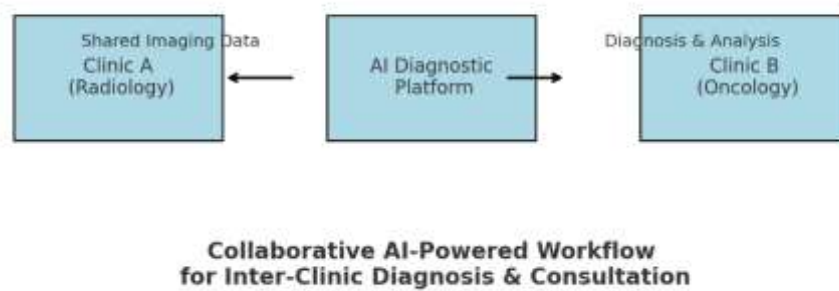 Shared Imaging Data
Clinic A
(Radiology)
AI Diagnostic
Platform
Diagnosis & Analysis
Clinic B
(Oncology)
Collaborative AI-Powered Workflow
for Inter-Clinic Diagnosis & Consultation